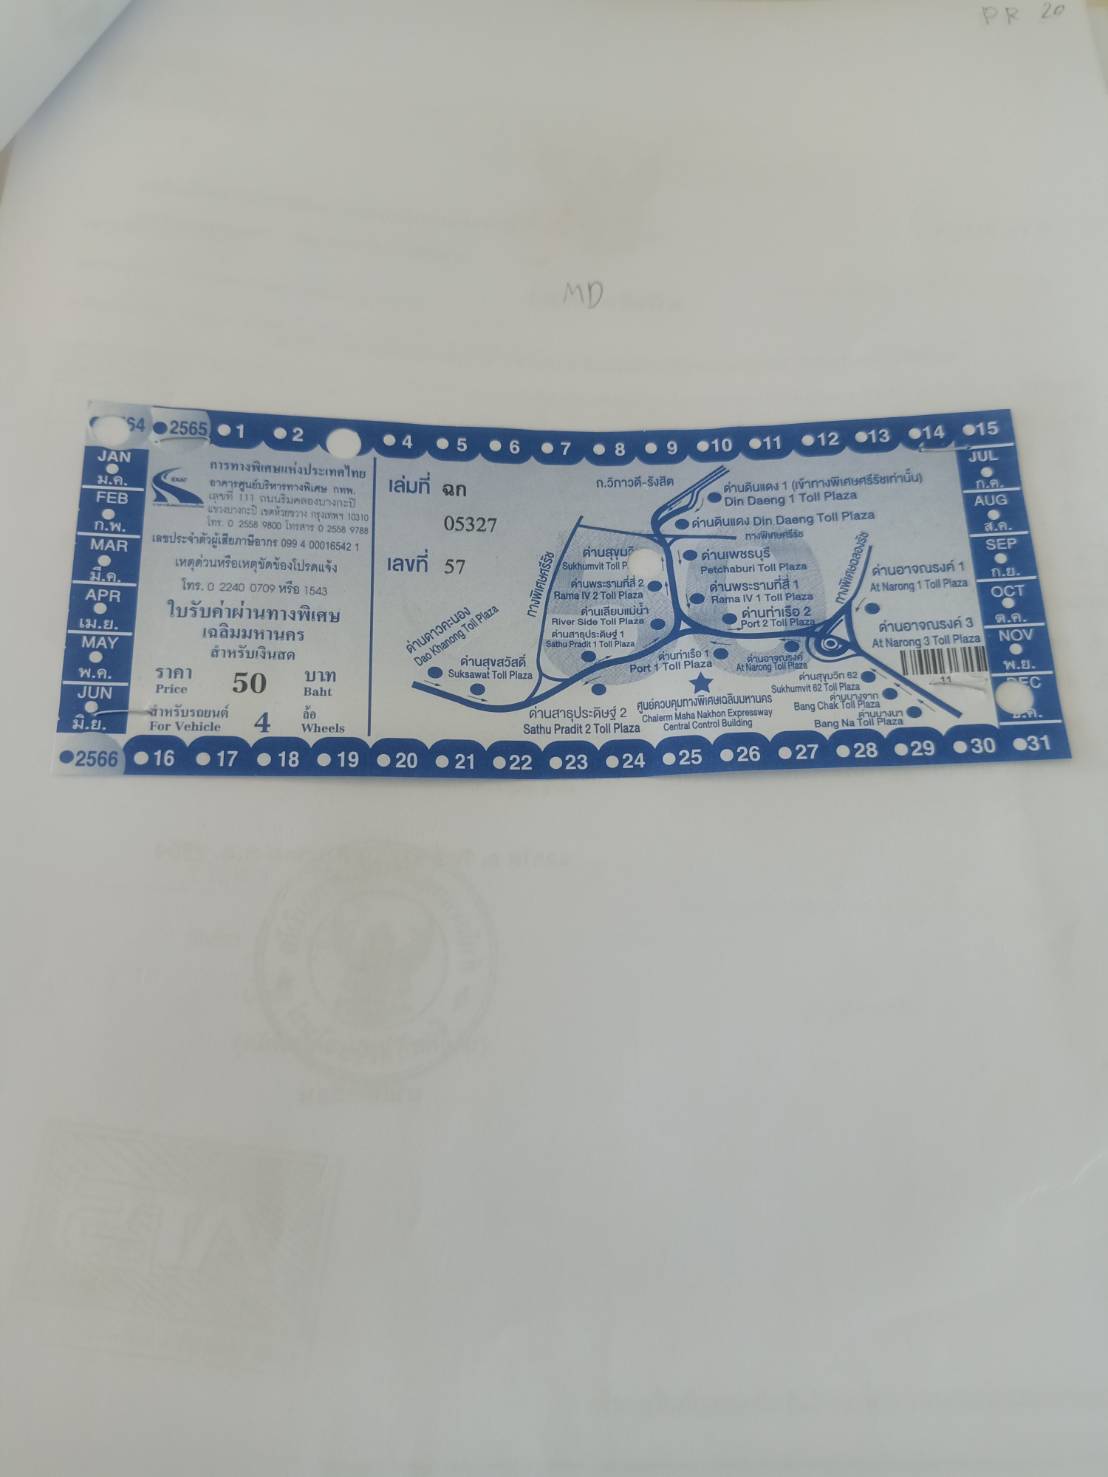 PR 20
MD
64 2565 1 2 4 5 6 7 8 9 10 11 12 13 14 15
JAN
ม.ค.
FEB
ก.พ.
MAR
มี.ค.
APR
เม.ย.
MAY
พ.ค.
JUN
มิ.ย.
การทางพิเศษแห่งประเทศไทย
อาคารศูนย์บริหารทางพิเศษ กทพ.
เลขที่ 111 ถนนริมคลองบางกะปิ
แขวงบางกะปิ เขตห้วยขวาง กรุงเทพฯ 10310
โทร. 0 2558 9800 โทรสาร 0 2558 9788
เลขประจำตัวผู้เสียภาษีอากร 099 4 00016542 1
เหตุด่วนหรือเหตุขัดข้องโปรดแจ้ง
โทร. 0 2240 0709 หรือ 1543
ใบรับค่าผ่านทางพิเศษ
เฉลิมมหานคร
สำหรับเงินสด
ราคา 50 บาท
Price Baht
สำหรับรถยนต์ 4 ล้อ
For Vehicle Wheels
เล่มที่ ฉก
05327
เลขที่ 57
ถ.วิภาวดี-รังสิต
ด่านดินแดง 1 (เข้าทางพิเศษศรีรัชเท่านั้น)
Din Daeng 1 Toll Plaza
ด่านดินแดง Din Daeng Toll Plaza
ทางพิเศษศรีรัช
ทางพิเศษศรีรัช
ด่านสุขุมวิ
Sukhumvit Toll P
ด่านเพชรบุรี
Petchaburi Toll Plaza
ด่านพระรามที่สี่ 2
Rama IV 2 Toll Plaza
ด่านพระรามที่สี่ 1
Rama IV 1 Toll Plaza
ด่านเลียบแม่น้ำ
River Side Toll Plaza
ด่านท่าเรือ 2
Port 2 Toll Plaza
ทางพิเศษฉลองรัช
ด่านอาจณรงค์ 1
At Narong 1 Toll Plaza
ด่านอาจณรงค์ 3
At Narong 3 Toll Plaza
ด่านสาธุประดิษฐ์ 1
Sathu Pradit 1 Toll Plaza
ด่านดาวคะนอง
Dao Khanong Toll Plaza
ด่านสุขสวัสดิ์
Suksawat Toll Plaza
ด่านท่าเรือ 1
Port 1 Toll Plaza
ด่านอาจณรงค์
At Narong Toll Plaza
ด่านสาธุประดิษฐ์ 2
Sathu Pradit 2 Toll Plaza
ศูนย์ควบคุมทางพิเศษเฉลิมมหานคร
Chalerm Maha Nakhon Expressway
Central Control Building
ด่านสุขุมวิท 62
Sukhumvit 62 Toll Plaza
ด่านบางจาก
Bang Chak Toll Plaza
ด่านบางนา
Bang Na Toll Plaza
11
JUL
ก.ค.
AUG
ส.ค.
SEP
ก.ย.
OCT
ต.ค.
NOV
พ.ย.
DEC
ธ.ค.
2566 16 17 18 19 20 21 22 23 24 25 26 27 28 29 30 31